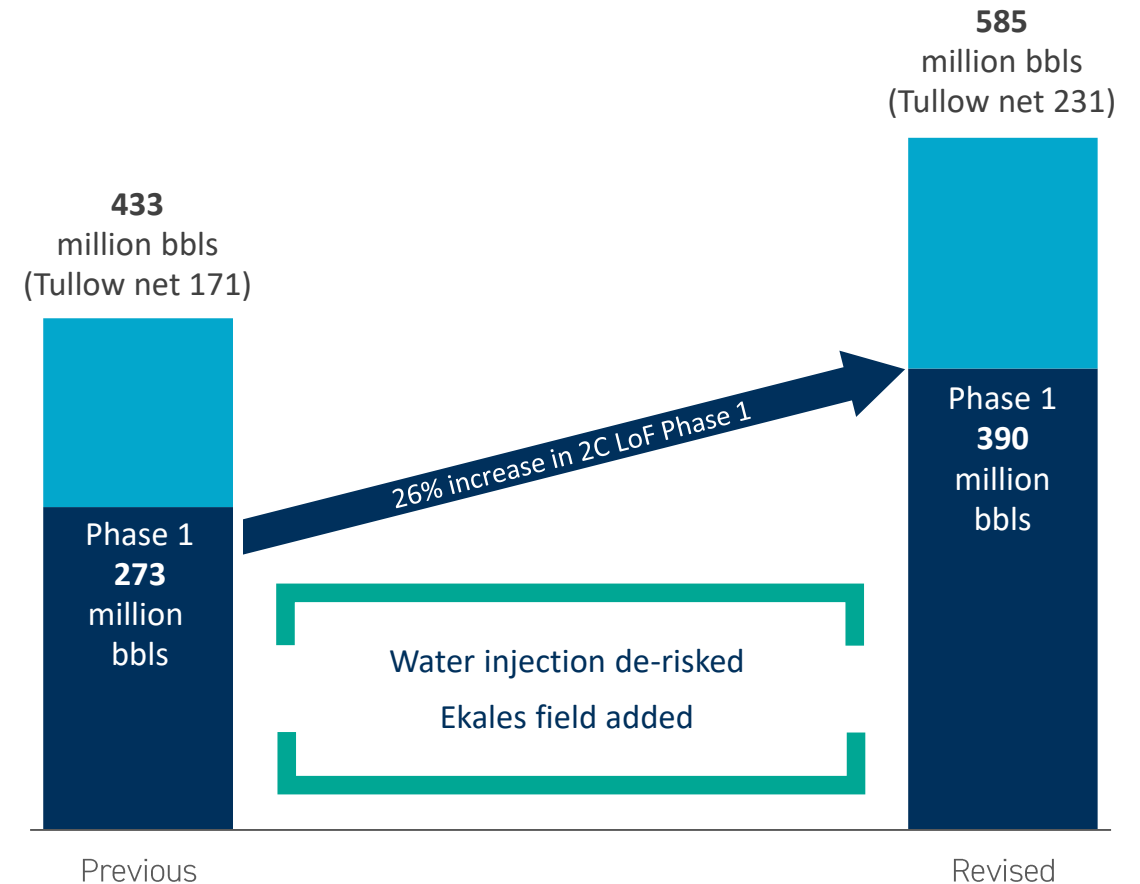 585
million bbls
(Tullow net 231)
433
million bbls
(Tullow net 171)
26% increase in 2C LoF Phase 1
Phase 1
390
million
bbls
Phase 1
273
million
bbls
Water injection de-risked
Ekales field added
Previous
Revised